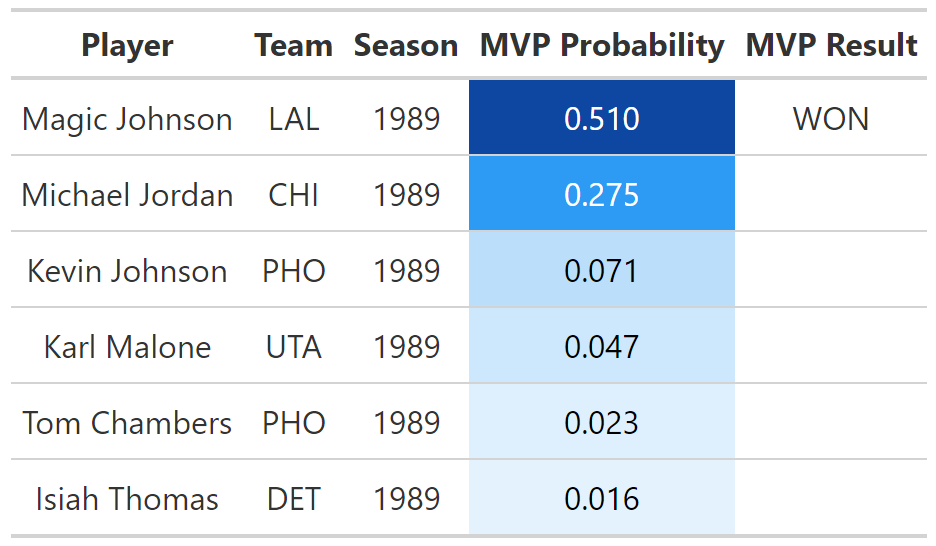 Player Team Season MVP Probability MVP Result
Magic Johnson LAL 1989 0.510 WON
Michael Jordan CHI 1989 0.275
Kevin Johnson PHO 1989 0.071
Karl Malone UTA 1989 0.047
Tom Chambers PHO 1989 0.023
Isiah Thomas DET 1989 0.016